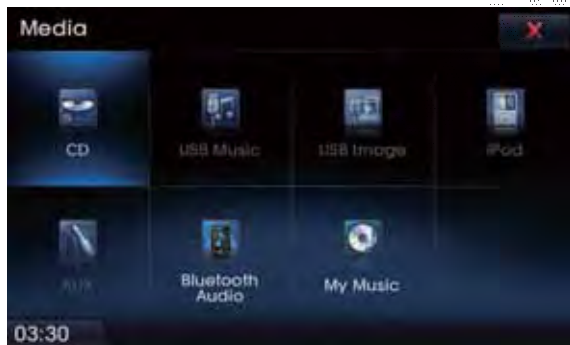 Media
CD
USB Music
USB Image
iPod
AUX
Bluetooth
Audio
My Music
03:30